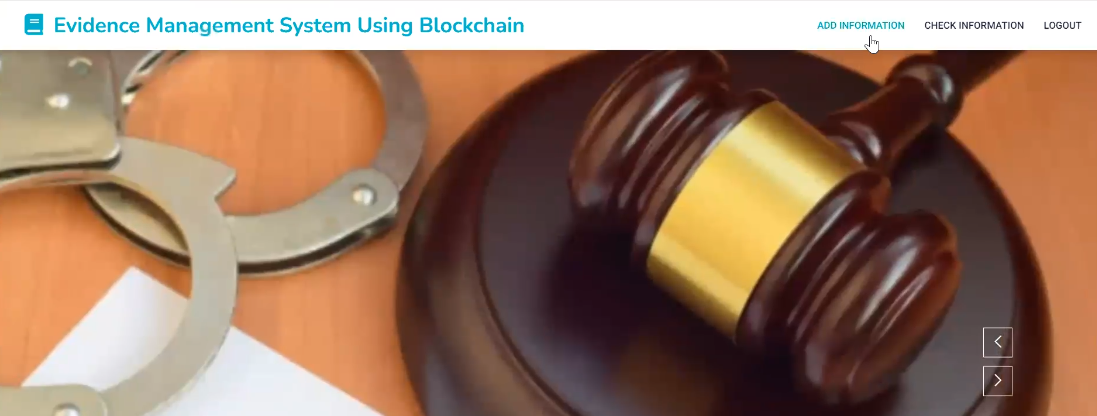 Evidence Management System Using Blockchain
ADD INFORMATION CHECK INFORMATION LOGOUT